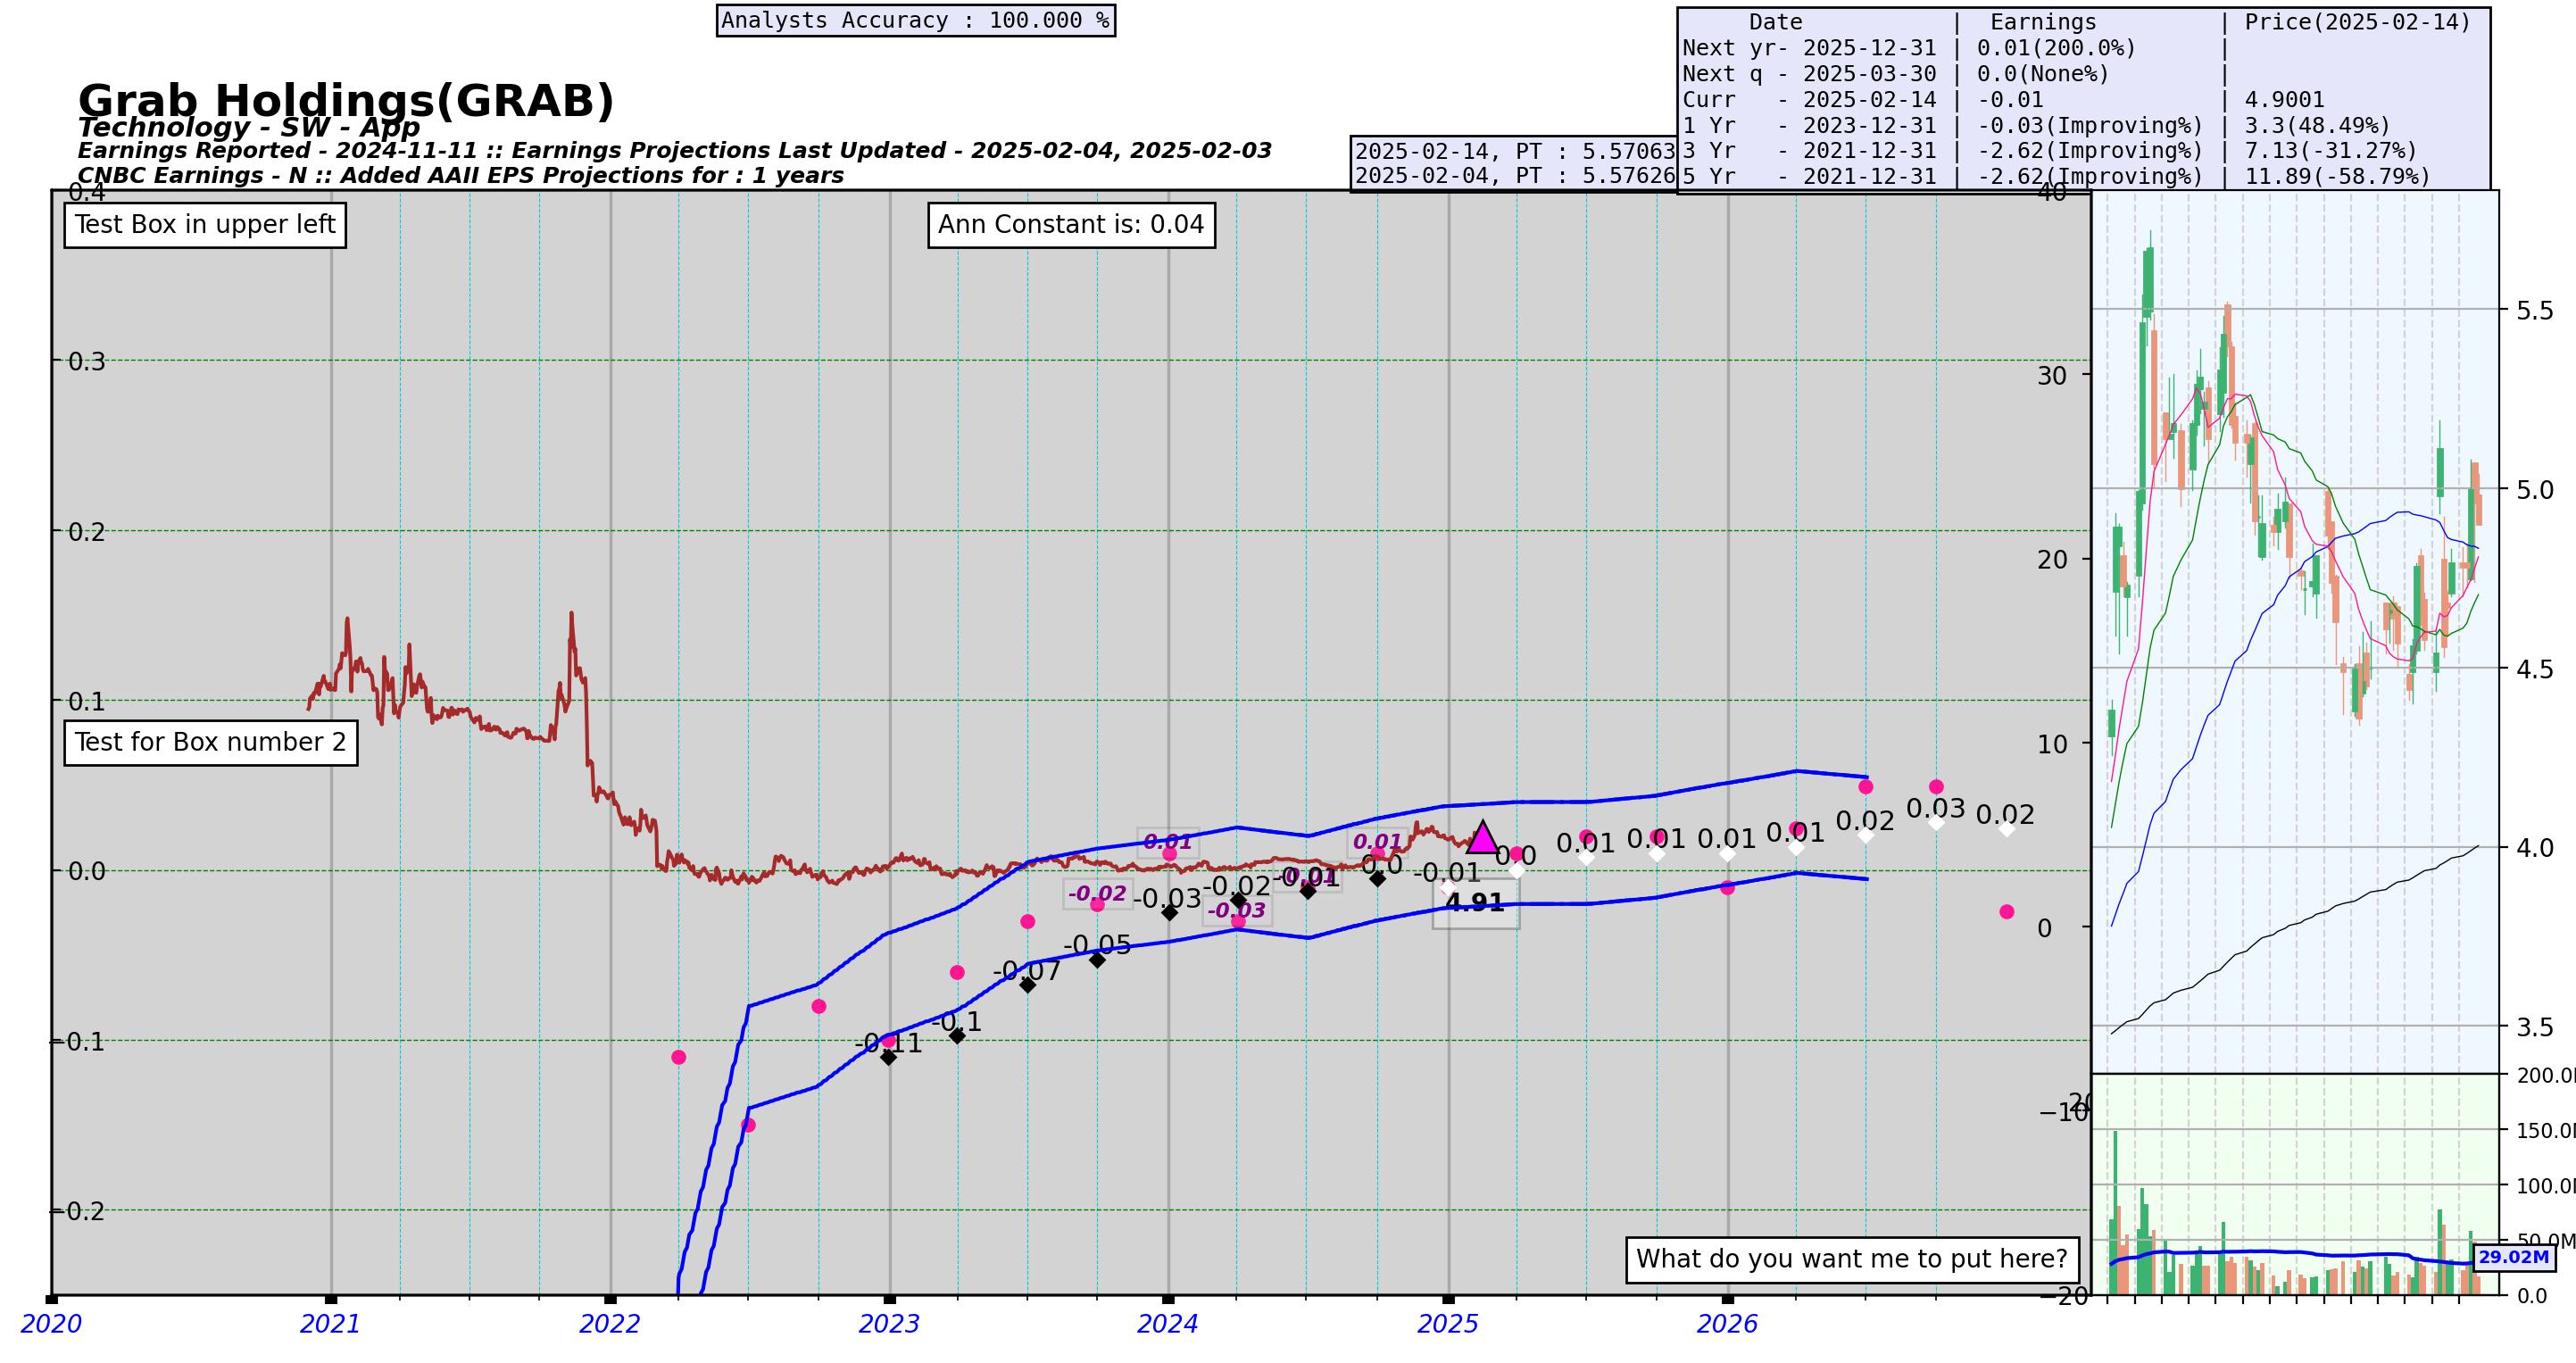 Analysts Accuracy : 100.000 %
Date | Earnings | Price(2025-02-14)
Next yr- 2025-12-31 | 0.01(200.0%) |
Next q - 2025-03-30 | 0.0(None%) |
Curr - 2025-02-14 | -0.01 | 4.9001
1 Yr - 2023-12-31 | -0.03(Improving%) | 3.3(48.49%)
3 Yr - 2021-12-31 | -2.62(Improving%) | 7.13(-31.27%)
5 Yr - 2021-12-31 | -2.62(Improving%) | 11.89(-58.79%)
Grab Holdings(GRAB)
Technology - SW - App
Earnings Reported - 2024-11-11 :: Earnings Projections Last Updated - 2025-02-04, 2025-02-03
CNBC Earnings - N :: Added AAII EPS Projections for : 1 years
2025-02-14, PT : 5.57063
2025-02-04, PT : 5.57626
Test Box in upper left
Ann Constant is: 0.04
Test for Box number 2
What do you want me to put here?
0.4
0.3
0.2
0.1
0.0
−0.1
−0.2
-0.11
-0.1
-0.07
-0.05
-0.03
-0.02
-0.01
0.0
-0.01
0.0
0.01
0.01
0.01
0.01
0.02
0.03
0.02
-0.02
0.01
-0.03
0.01
4.91
40
30
20
10
0
−10
−20
5.5
5.0
4.5
4.0
3.5
200.0
150.0
100.0
50.0M
29.02M
0.0
2020
2021
2022
2023
2024
2025
2026